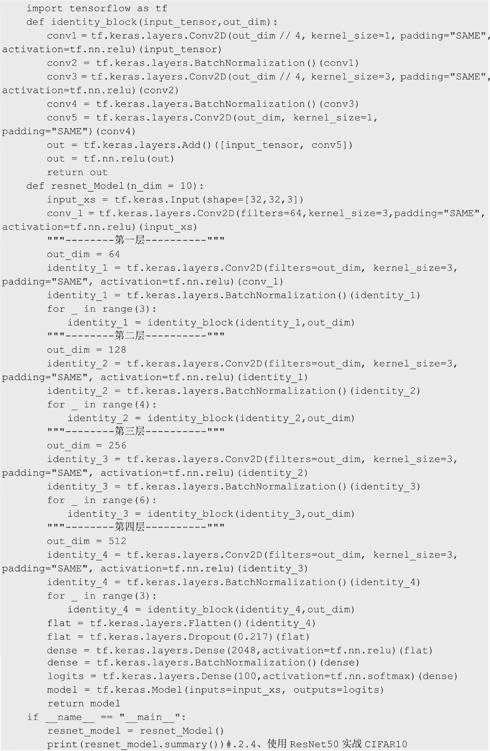 import tensorflow as tf
def identity_block(input_tensor,out_dim):
conv1 = tf.keras.layers.Conv2D(out_dim // 4, kernel_size=1, padding="SAME",
activation=tf.nn.relu)(input_tensor)
conv2 = tf.keras.layers.BatchNormalization()(conv1)
conv3 = tf.keras.layers.Conv2D(out_dim // 4, kernel_size=3, padding="SAME",
activation=tf.nn.relu)(conv2)
conv4 = tf.keras.layers.BatchNormalization()(conv3)
conv5 = tf.keras.layers.Conv2D(out_dim, kernel_size=1,
padding="SAME")(conv4)
out = tf.keras.layers.Add()([input_tensor, conv5])
out = tf.nn.relu(out)
return out
def resnet_Model(n_dim = 10):
input_xs = tf.keras.Input(shape=[32,32,3])
conv_1 = tf.keras.layers.Conv2D(filters=64,kernel_size=3,padding="SAME",
activation=tf.nn.relu)(input_xs)
"""--------第一层----------"""
out_dim = 64
identity_1 = tf.keras.layers.Conv2D(filters=out_dim, kernel_size=3,
padding="SAME", activation=tf.nn.relu)(conv_1)
identity_1 = tf.keras.layers.BatchNormalization()(identity_1)
for _ in range(3):
identity_1 = identity_block(identity_1,out_dim)
"""--------第二层----------"""
out_dim = 128
identity_2 = tf.keras.layers.Conv2D(filters=out_dim, kernel_size=3,
padding="SAME", activation=tf.nn.relu)(identity_1)
identity_2 = tf.keras.layers.BatchNormalization()(identity_2)
for _ in range(4):
identity_2 = identity_block(identity_2,out_dim)
"""--------第三层----------"""
out_dim = 256
identity_3 = tf.keras.layers.Conv2D(filters=out_dim, kernel_size=3,
padding="SAME", activation=tf.nn.relu)(identity_2)
identity_3 = tf.keras.layers.BatchNormalization()(identity_3)
for _ in range(6):
identity_3 = identity_block(identity_3,out_dim)
"""--------第四层----------"""
out_dim = 512
identity_4 = tf.keras.layers.Conv2D(filters=out_dim, kernel_size=3,
padding="SAME", activation=tf.nn.relu)(identity_3)
identity_4 = tf.keras.layers.BatchNormalization()(identity_4)
for _ in range(3):
identity_4 = identity_block(identity_4,out_dim)
flat = tf.keras.layers.Flatten()(identity_4)
flat = tf.keras.layers.Dropout(0.217)(flat)
dense = tf.keras.layers.Dense(2048,activation=tf.nn.relu)(flat)
dense = tf.keras.layers.BatchNormalization()(dense)
logits = tf.keras.layers.Dense(100,activation=tf.nn.softmax)(dense)
model = tf.keras.Model(inputs=input_xs, outputs=logits)
return model
if __name__ == "__main__":
resnet_model = resnet_Model()
print(resnet_model.summary())#.2.4、使用ResNet50实战CIFAR10